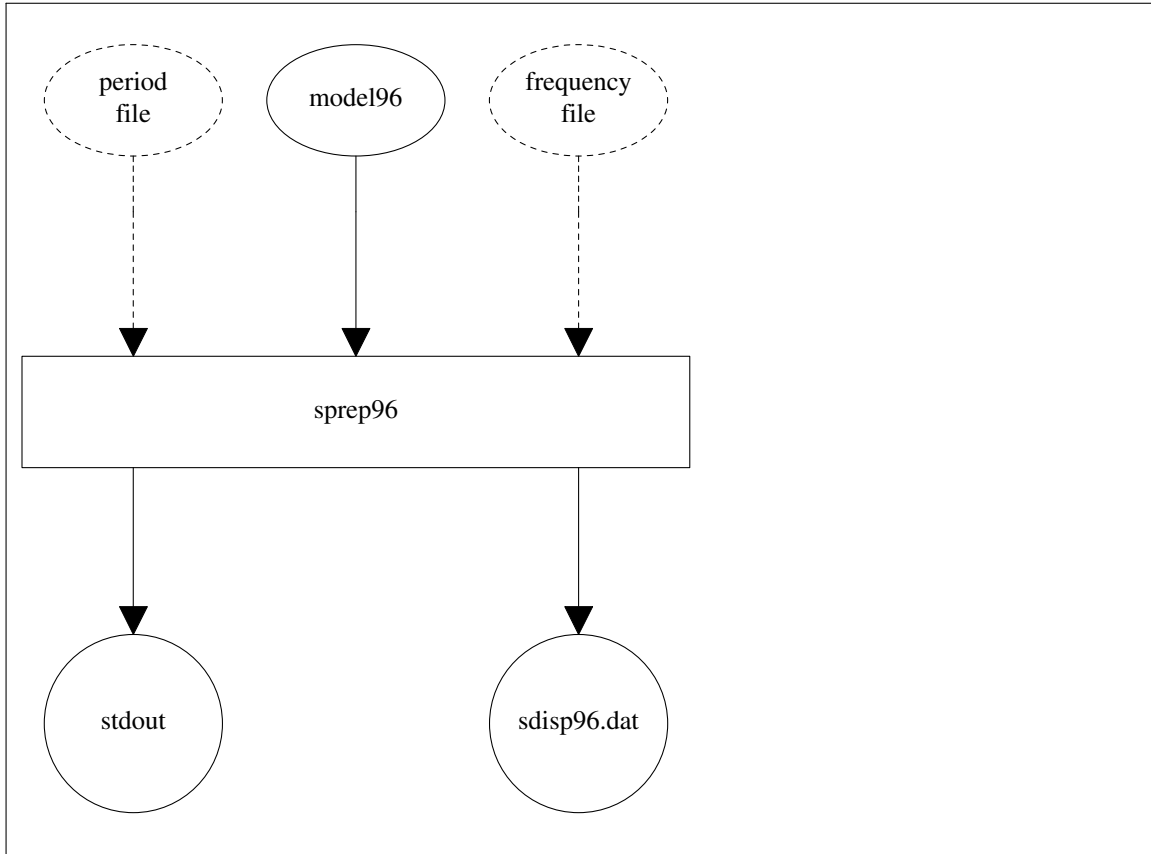 period
file
model96
frequency
file
sprep96
stdout
sdisp96.dat